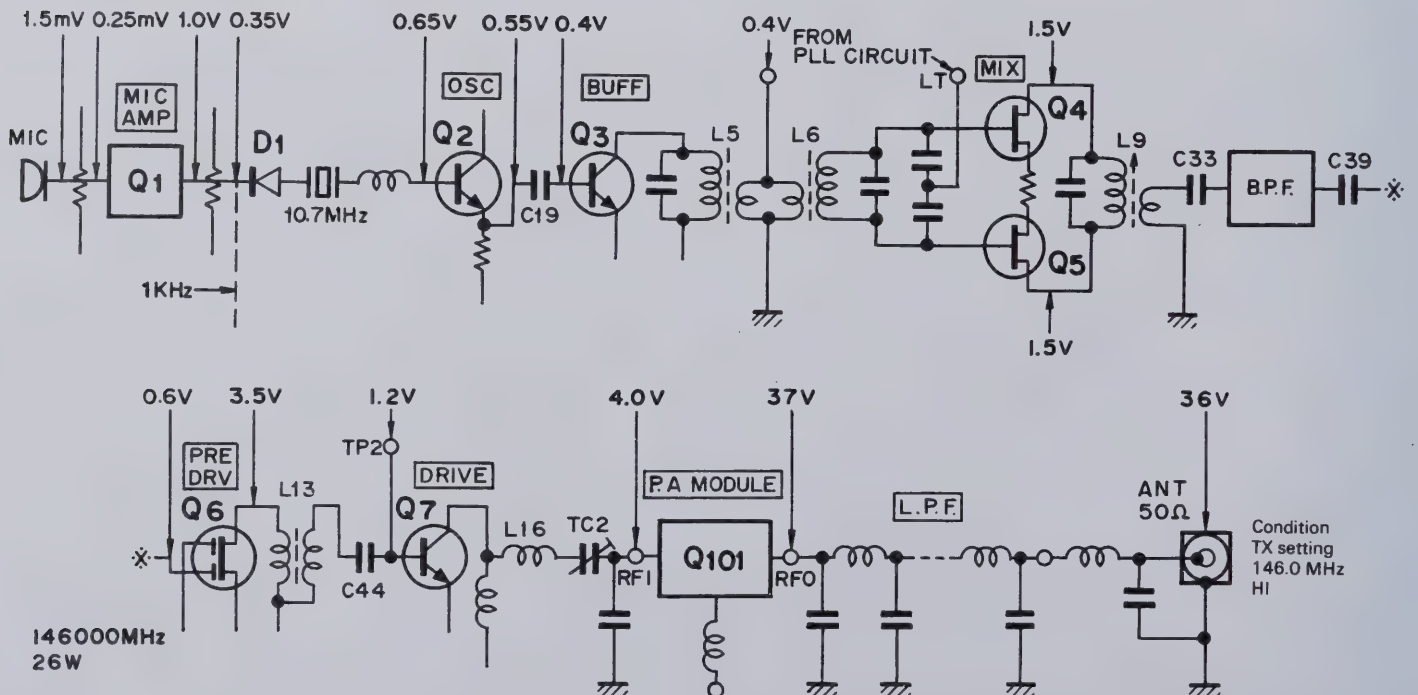 1.5mV 0.25mV 1.0V 0.35V 0.65V 0.55V 0.4V 0.4V FROM
PLL CIRCUIT
1.5V
MIC
MIC
AMP
Q1
D1
10.7MHz
1KHz
OSC
Q2
C19
BUFF
Q3
L5
L6
LT
MIX
Q4
Q5
1.5V
L9
C33
B.P.F.
C39
※
0.6V 3.5V 1.2V 4.0V 37V 36V
※
PRE
DRV
Q6
L13
TP2
C44
DRIVE
Q7
L16
TC2
RFI
P.A MODULE
Q101
RFO
L.P.F.
ANT
50Ω
Condition
TX setting
146.0 MHz
HI
146000MHz
26W